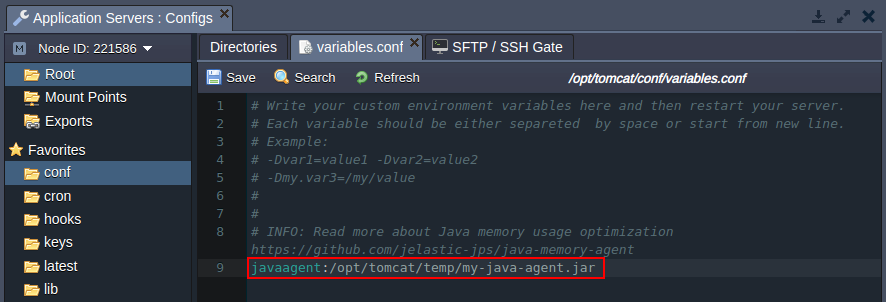 Application Servers : Configs
M Node ID: 221586
Root
Mount Points
Exports
Favorites
conf
cron
hooks
keys
latest
lib
Directories
variables.conf
SFTP / SSH Gate
Save
Search
Refresh
/opt/tomcat/conf/variables.conf
1 # Write your custom environment variables here and then restart your server.
2 # Each variable should be either separeted  by space or start from new line.
3 # Example:
4 # -Dvar1=value1 -Dvar2=value2
5 # -Dmy.var3=/my/value
6 #
7 #
8 # INFO: Read more about Java memory usage optimization
https://github.com/jelastic-jps/java-memory-agent
9 javaagent:/opt/tomcat/temp/my-java-agent.jar